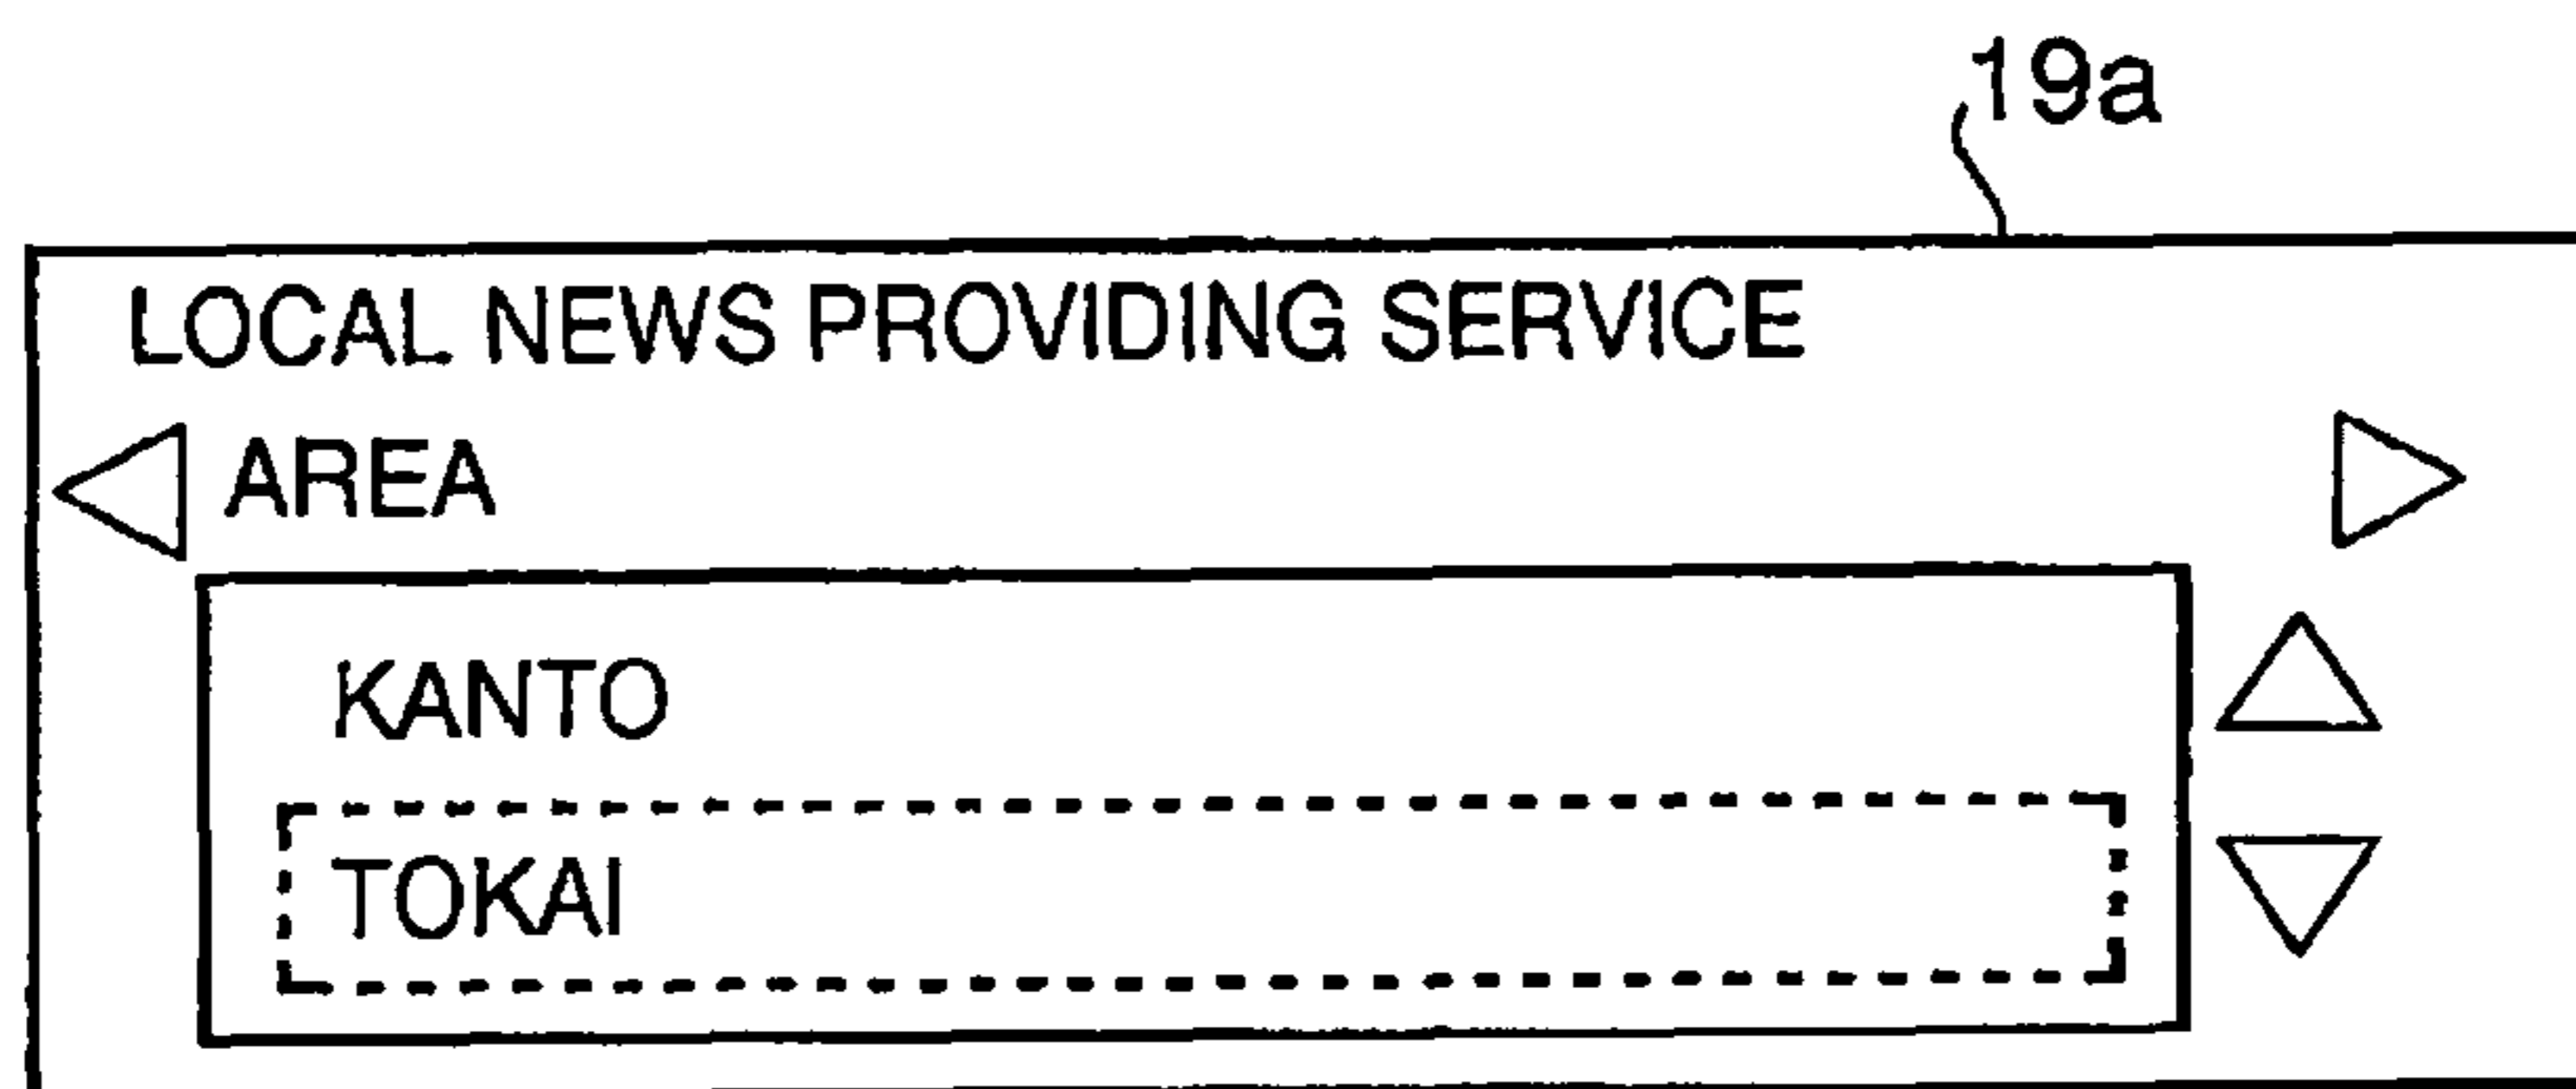 19a
LOCAL NEWS PROVIDING SERVICE
AREA
KANTO
TOKAI